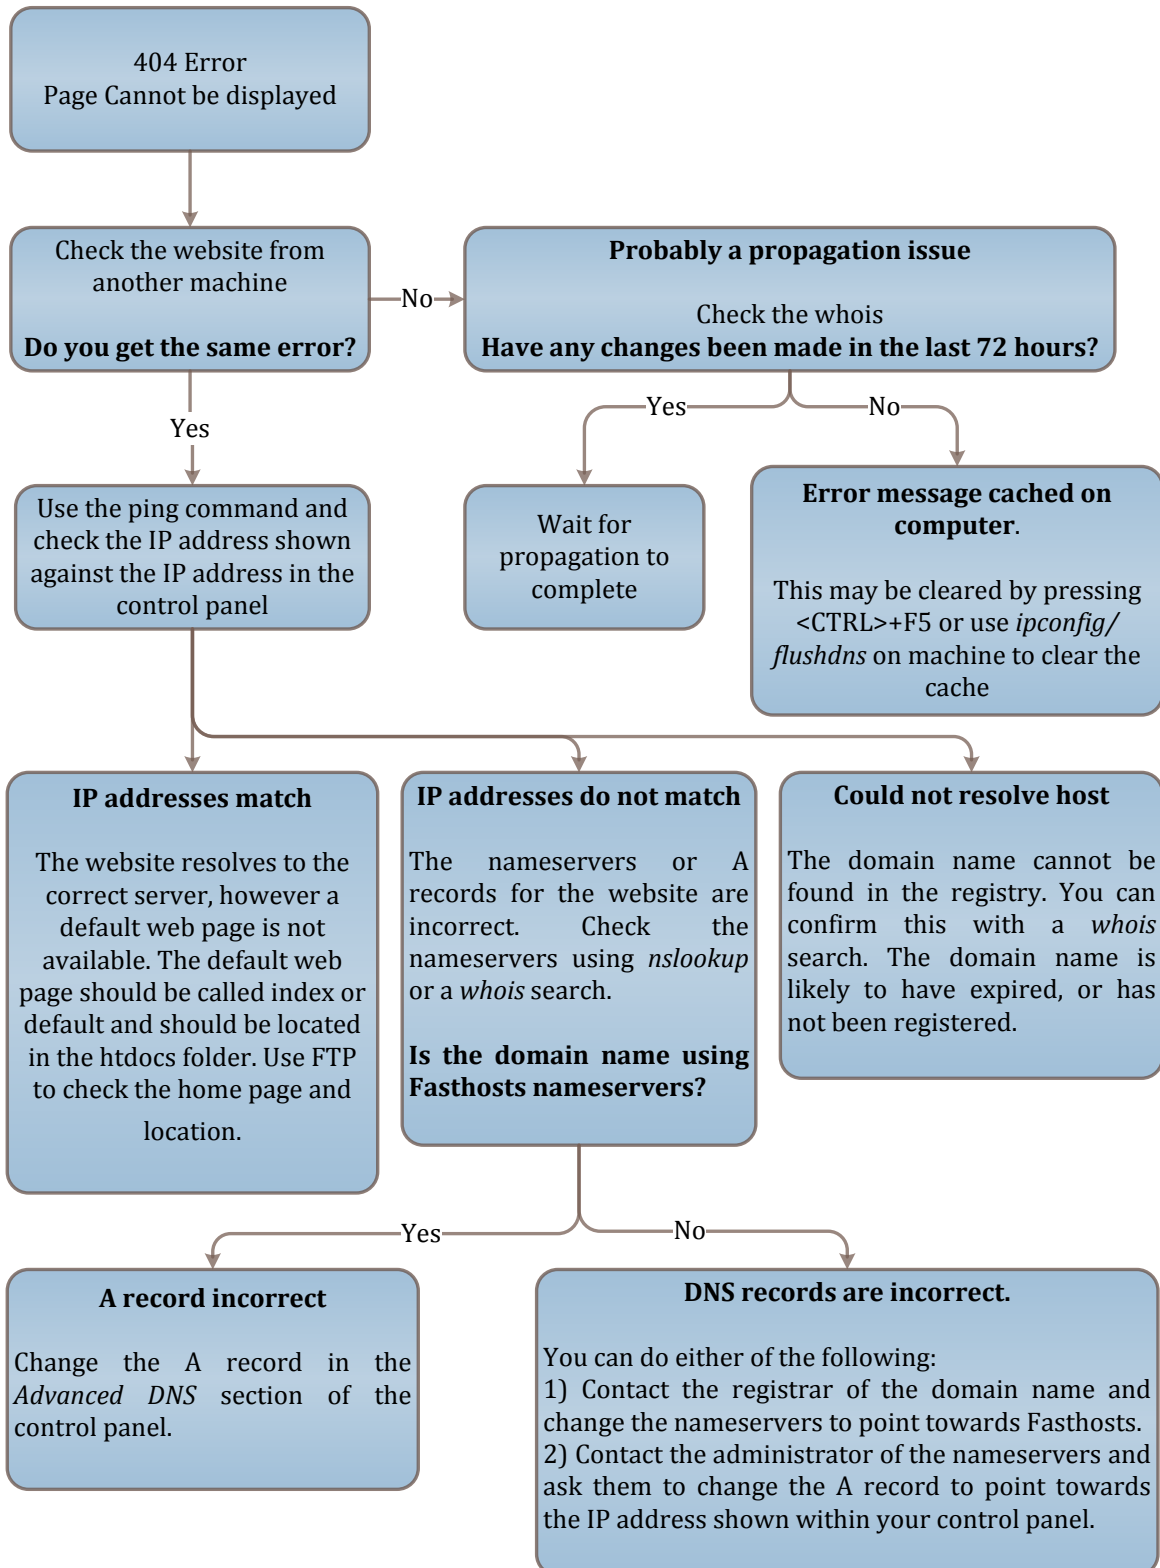 404 Error
Page Cannot be displayed
Check the website from
another machine
Do you get the same error?
No
Probably a propagation issue
Check the whois
Have any changes been made in the last 72 hours?
Yes
Yes
No
Use the ping command and
check the IP address shown
against the IP address in the
control panel
Wait for
propagation to
complete
Error message cached on
computer.
This may be cleared by pressing
<CTRL>+F5 or use ipconfig/
flushdns on machine to clear the
cache
IP addresses match
The website resolves to the
correct server, however a
default web page is not
available. The default web
page should be called index or
default and should be located
in the htdocs folder. Use FTP
to check the home page and
location.
IP addresses do not match
The nameservers or A
records for the website are
incorrect. Check the
nameservers using nslookup
or a whois search.
Is the domain name using
Fasthosts nameservers?
Could not resolve host
The domain name cannot be
found in the registry. You can
confirm this with a whois
search. The domain name is
likely to have expired, or has
not been registered.
Yes
No
A record incorrect
Change the A record in the
Advanced DNS section of the
control panel.
DNS records are incorrect.
You can do either of the following:
1) Contact the registrar of the domain name and
change the nameservers to point towards Fasthosts.
2) Contact the administrator of the nameservers and
ask them to change the A record to point towards
the IP address shown within your control panel.